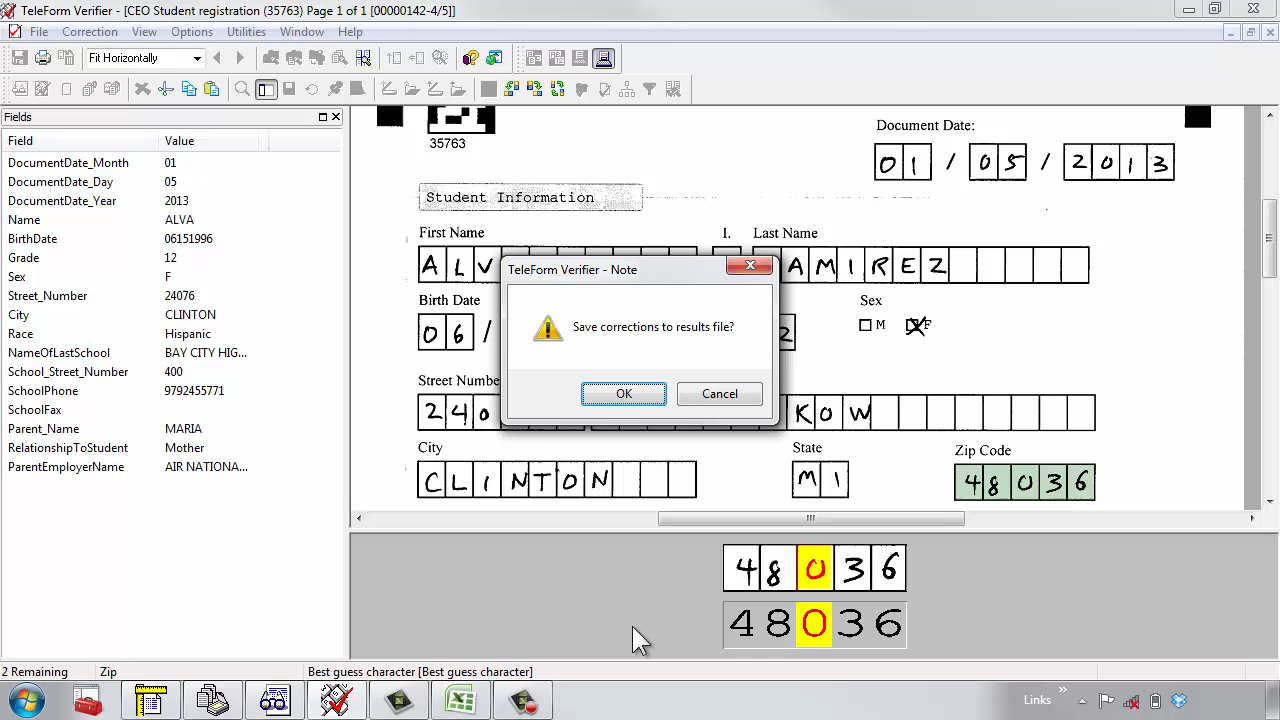 TeleForm Verifier - [CEO Student registration (35763) Page 1 of 1 [00000142-4/5]]
File Correction View Options Utilities Window Help
Fit Horizontally
Fields
Field Value
DocumentDate_Month 01
DocumentDate_Day 05
DocumentDate_Year 2013
Name ALVA
BirthDate 06151996
Grade 12
Sex F
Street_Number 24076
City CLINTON
Race Hispanic
NameOfLastSchool BAY CITY HIG...
School_Street_Number 400
SchoolPhone 9792455771
SchoolFax
Parent_Name MARIA
RelationshipToStudent Mother
ParentEmployerName AIR NATIONA...
35763
Document Date:
01 / 05 / 2013
Student Information
First Name I. Last Name
ALV AMIREZ
Birth Date Sex
06 / 2 M F
Street Numbe
240 KOW
City State Zip Code
CLINTON MI 48036
TeleForm Verifier - Note
Save corrections to results file?
OK Cancel
48036
48036
2 Remaining Zip Best guess character [Best guess character]
Links